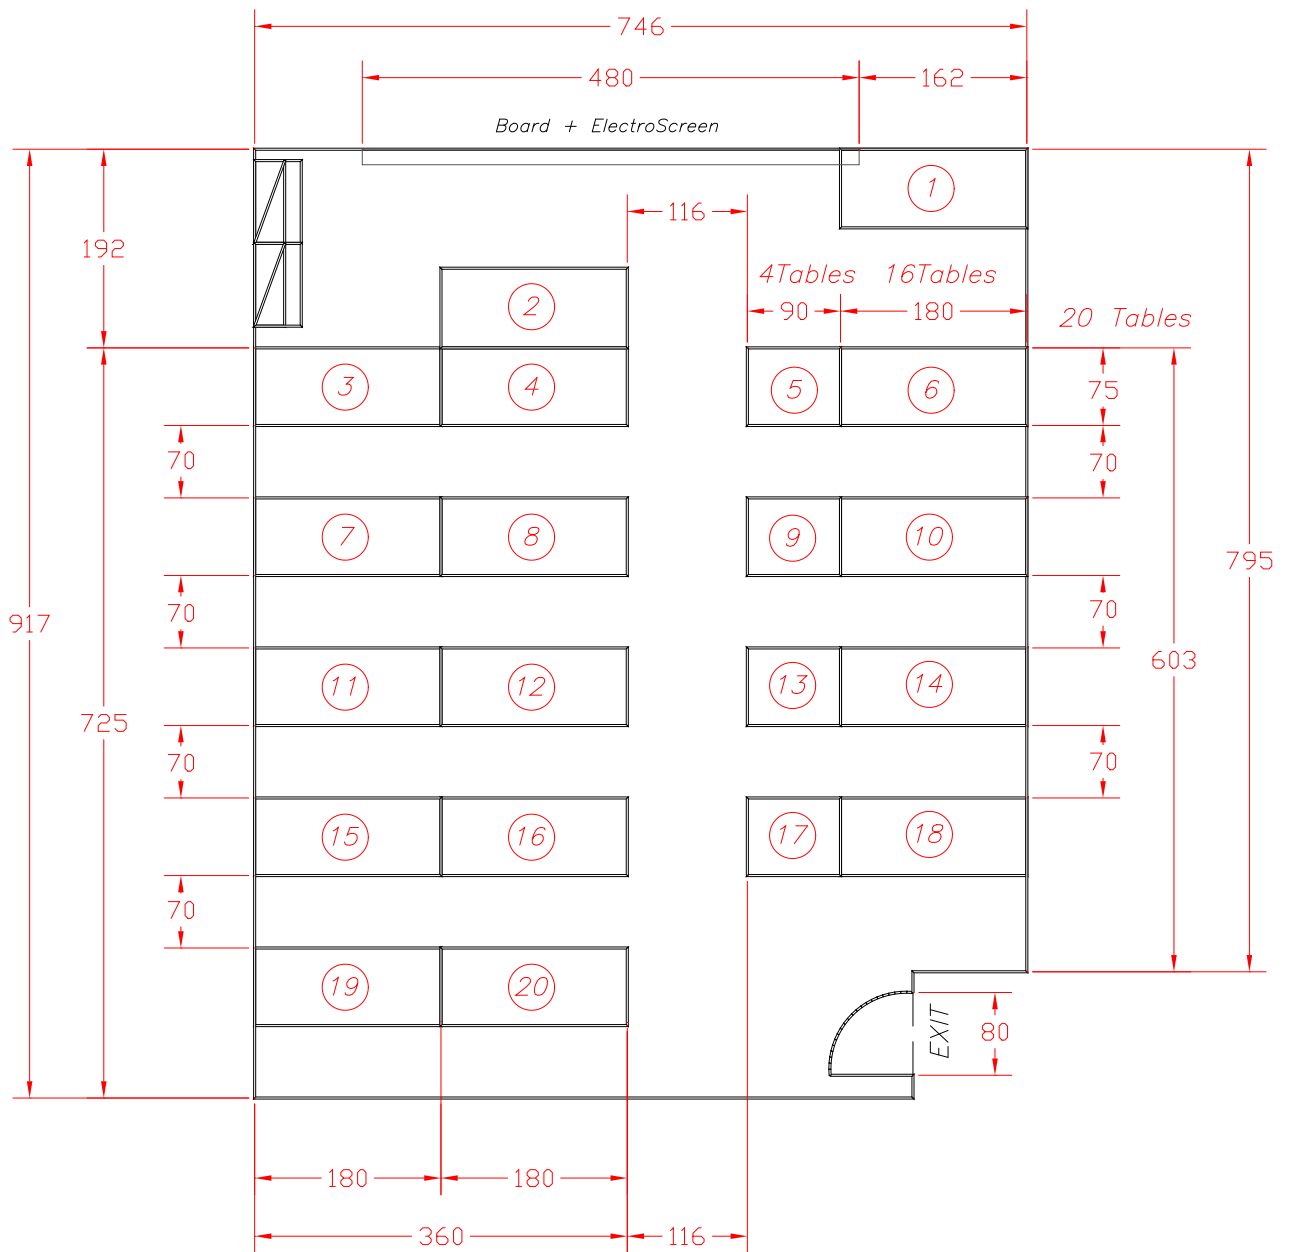 746
480 162
Board + ElectroScreen
1
116
192
4Tables 16Tables
2 90 180 20 Tables
3 4 5 6 75
70 70
7 8 9 10
795
70 70
917
603
11 12 13 14
725
70 70
15 16 17 18
70
19 20
EXIT 80
180 180
360 116